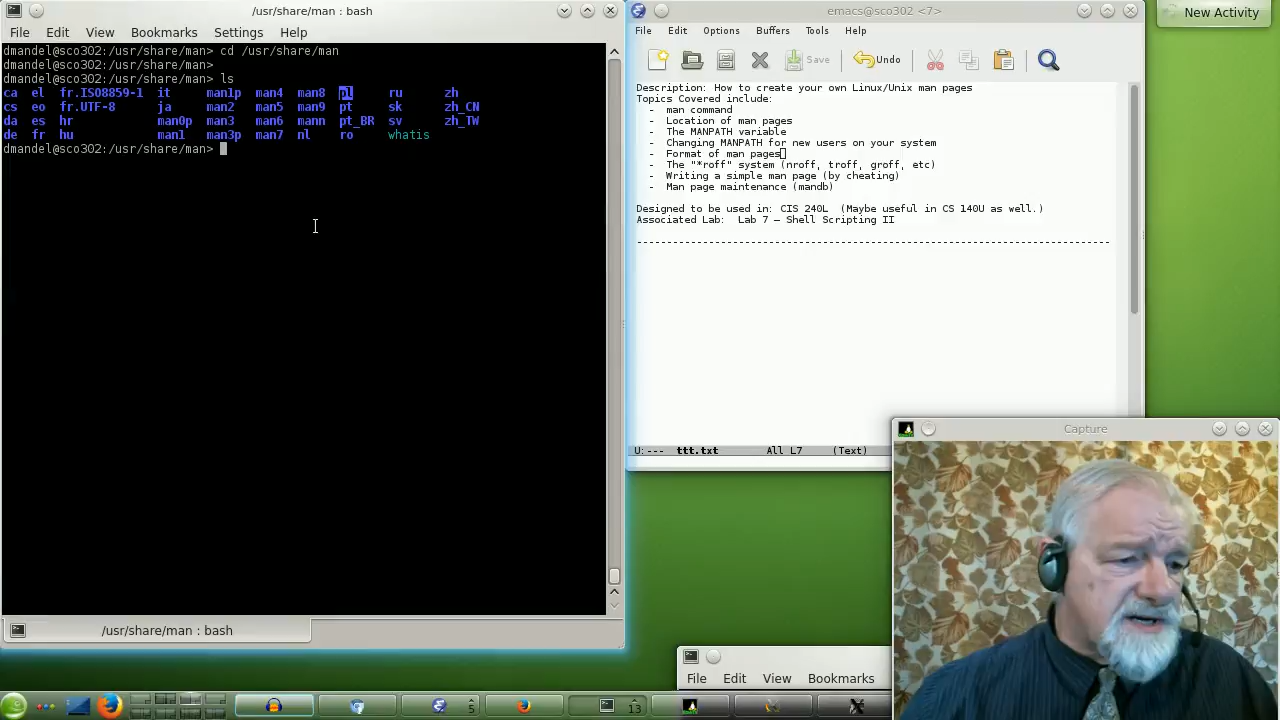 /usr/share/man : bash
File Edit View Bookmarks Settings Help
dmandel@sco302:/usr/share/man> cd /usr/share/man
dmandel@sco302:/usr/share/man>
dmandel@sco302:/usr/share/man> ls
ca el fr.ISO8859-1 it man1p man4 man8 pl ru zh
cs eo fr.UTF-8 ja man2 man5 man9 pt sk zh_CN
da es hr man0p man3 man6 mann pt_BR sv zh_TW
de fr hu man1 man3p man7 nl ro whatis
dmandel@sco302:/usr/share/man>
/usr/share/man : bash
emacs@sco302 <7>
File Edit Options Buffers Tools Help
Save Undo
Description: How to create your own Linux/Unix man pages
Topics Covered include:
- man command
- Location of man pages
- The MANPATH variable
- Changing MANPATH for new users on your system
- Format of man pages
- The "*roff" system (nroff, troff, groff, etc)
- Writing a simple man page (by cheating)
- Man page maintenance (mandb)
Designed to be used in: CIS 240L (Maybe useful in CS 140U as well.)
Associated Lab: Lab 7 – Shell Scripting II
--------------------------------------------------------------------------------
U:--- ttt.txt All L7 (Text)
New Activity
Capture
File Edit View Bookmarks
5
13